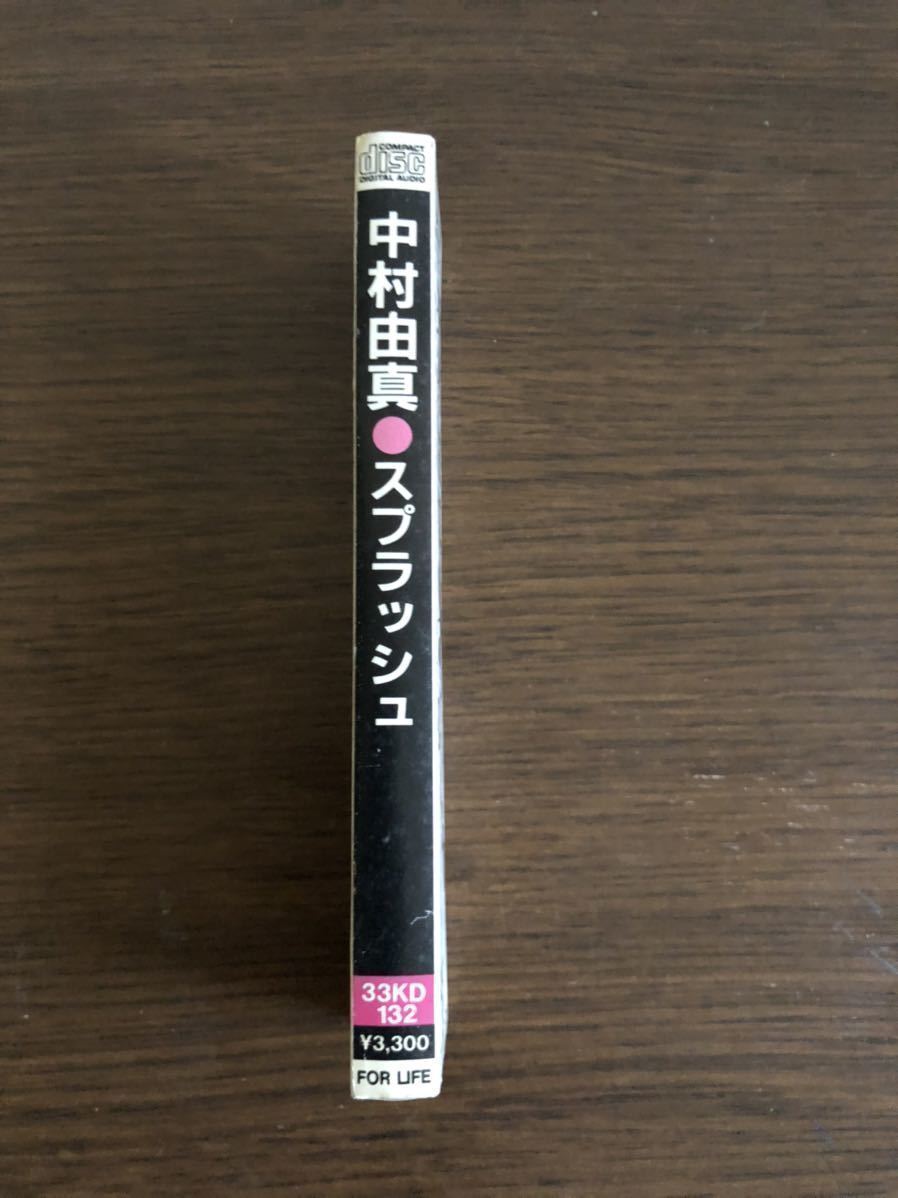 COMPACT
disc
DIGITAL AUDIO
中村由真●スプラッシュ
33KD
132
¥3,300
FOR LIFE